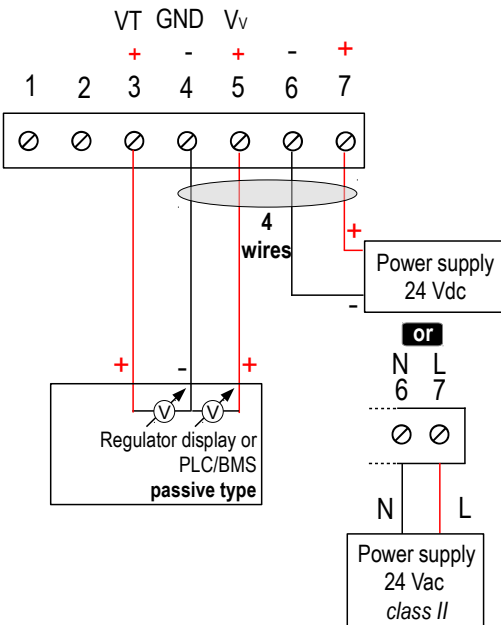 VT GND Vv
+ - + - +
1 2 3 4 5 6 7
4
wires
+
Power supply
24 Vdc
-
or
+ - +
N L
6 7
V V
Regulator display or
PLC/BMS
passive type
N L
Power supply
24 Vac
class II